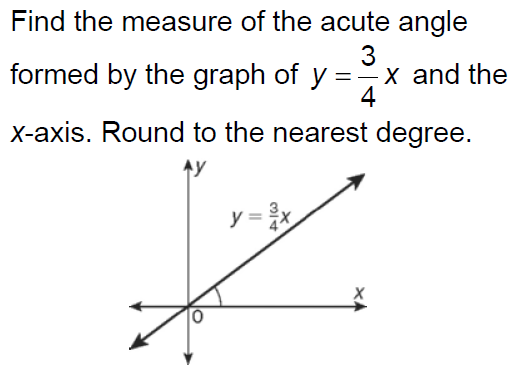 Find the measure of the acute angle
formed by the graph of y = 3/4 x and the
x-axis. Round to the nearest degree.
y
y = 3/4 x
x
0